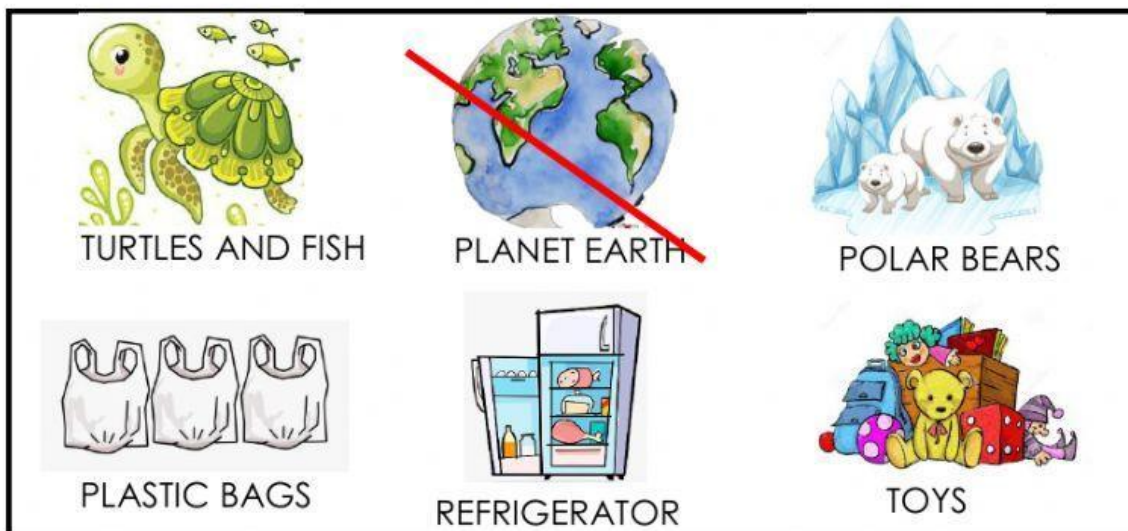 TURTLES AND FISH
PLANET EARTH
POLAR BEARS
PLASTIC BAGS
REFRIGERATOR
TOYS